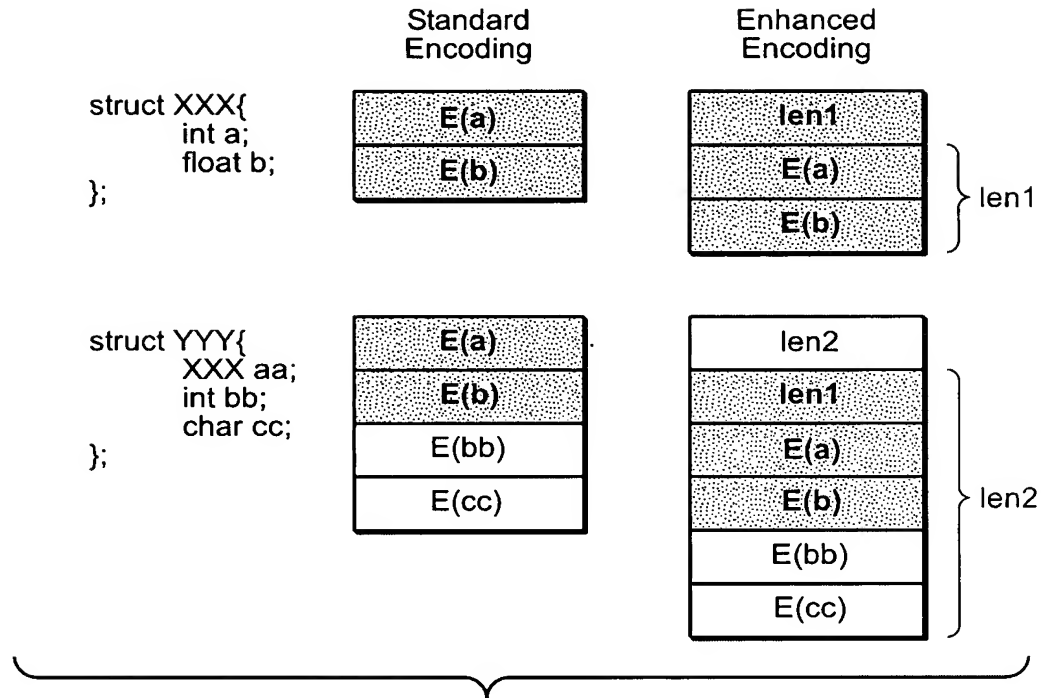 Standard
Encoding
Enhanced
Encoding
struct XXX{
int a;
float b;
};
E(a)
E(b)
len1
E(a)
E(b)
len1
struct YYY{
XXX aa;
int bb;
char cc;
};
E(a)
E(b)
E(bb)
E(cc)
len2
len1
E(a)
E(b)
E(bb)
E(cc)
len2